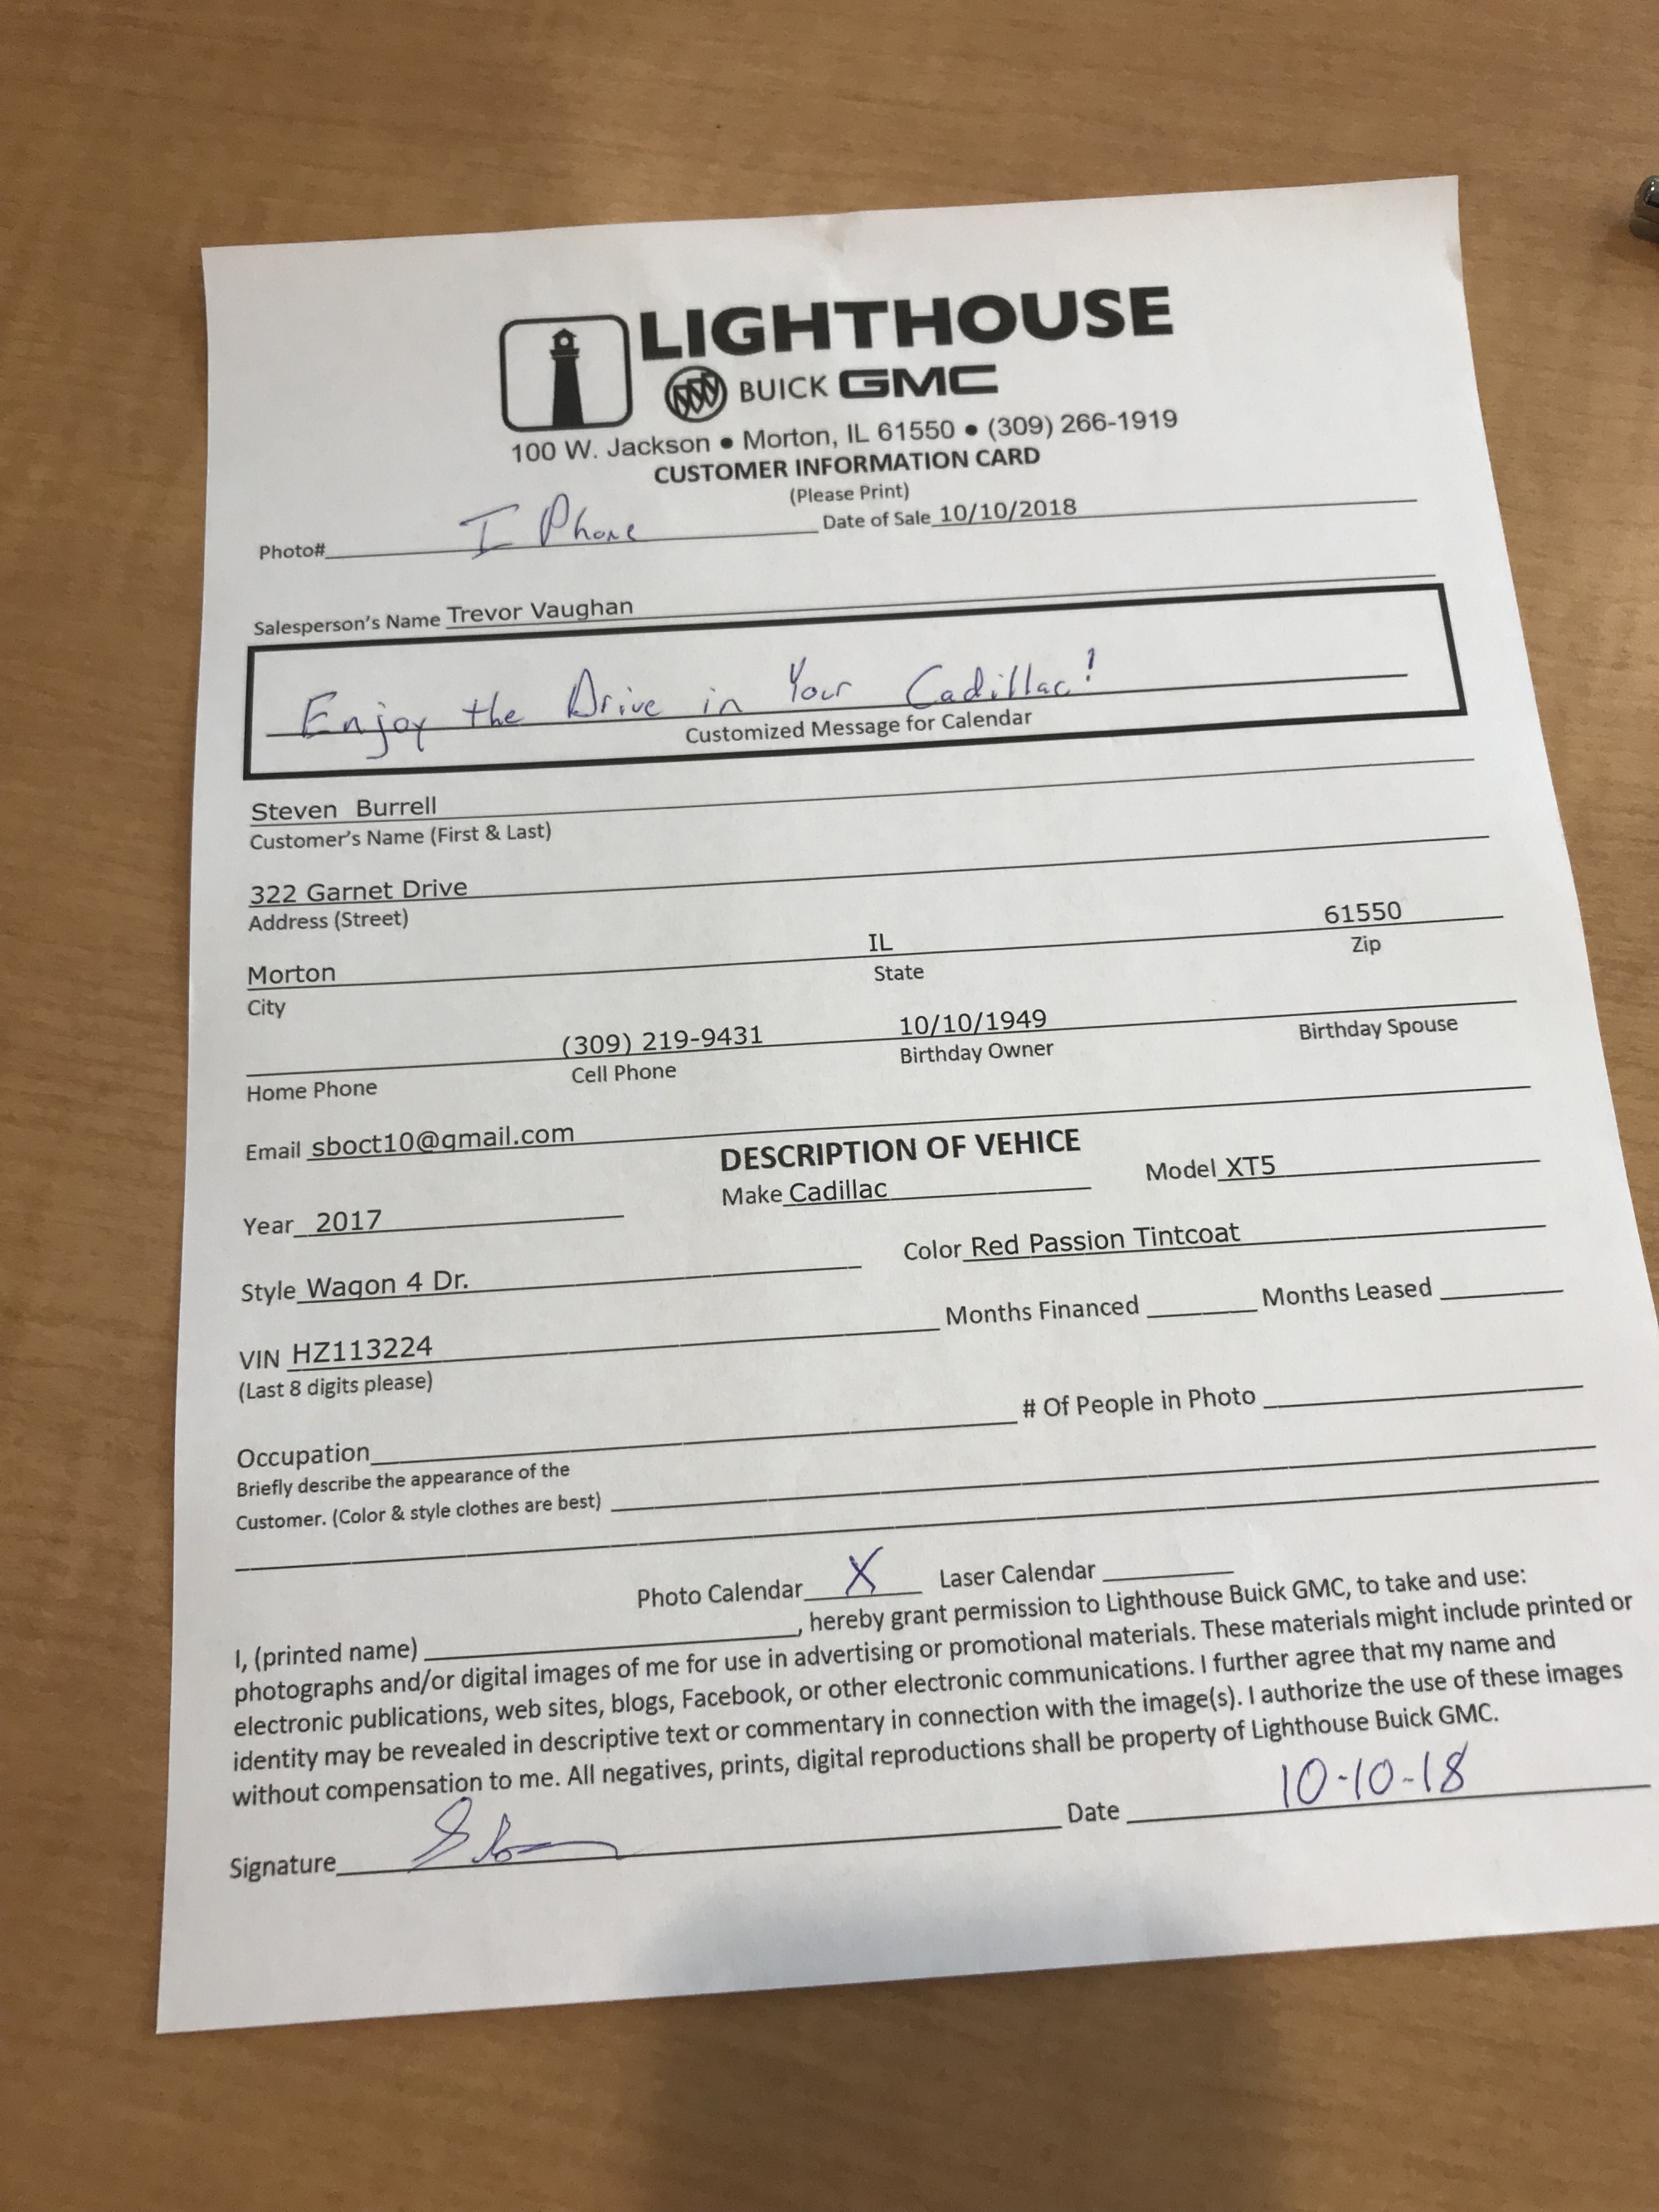 LIGHTHOUSE
BUICK GMC
100 W. Jackson ● Morton, IL 61550 ● (309) 266-1919
CUSTOMER INFORMATION CARD
(Please Print)
Photo# I Phone Date of Sale 10/10/2018
Salesperson's Name Trevor Vaughan
Enjoy the Drive in Your Cadillac!
Customized Message for Calendar
Steven Burrell
Customer's Name (First & Last)
322 Garnet Drive
Address (Street)
Morton IL 61550
City State Zip
(309) 219-9431 10/10/1949
Home Phone Cell Phone Birthday Owner Birthday Spouse
Email sboct10@gmail.com
DESCRIPTION OF VEHICE
Year 2017 Make Cadillac Model XT5
Style Wagon 4 Dr. Color Red Passion Tintcoat
VIN HZ113224 Months Financed Months Leased
(Last 8 digits please)
Occupation # Of People in Photo
Briefly describe the appearance of the
Customer. (Color & style clothes are best)
Photo Calendar X Laser Calendar
I, (printed name) , hereby grant permission to Lighthouse Buick GMC, to take and use:
photographs and/or digital images of me for use in advertising or promotional materials. These materials might include printed or
electronic publications, web sites, blogs, Facebook, or other electronic communications. I further agree that my name and
identity may be revealed in descriptive text or commentary in connection with the image(s). I authorize the use of these images
without compensation to me. All negatives, prints, digital reproductions shall be property of Lighthouse Buick GMC.
Signature Date 10-10-18